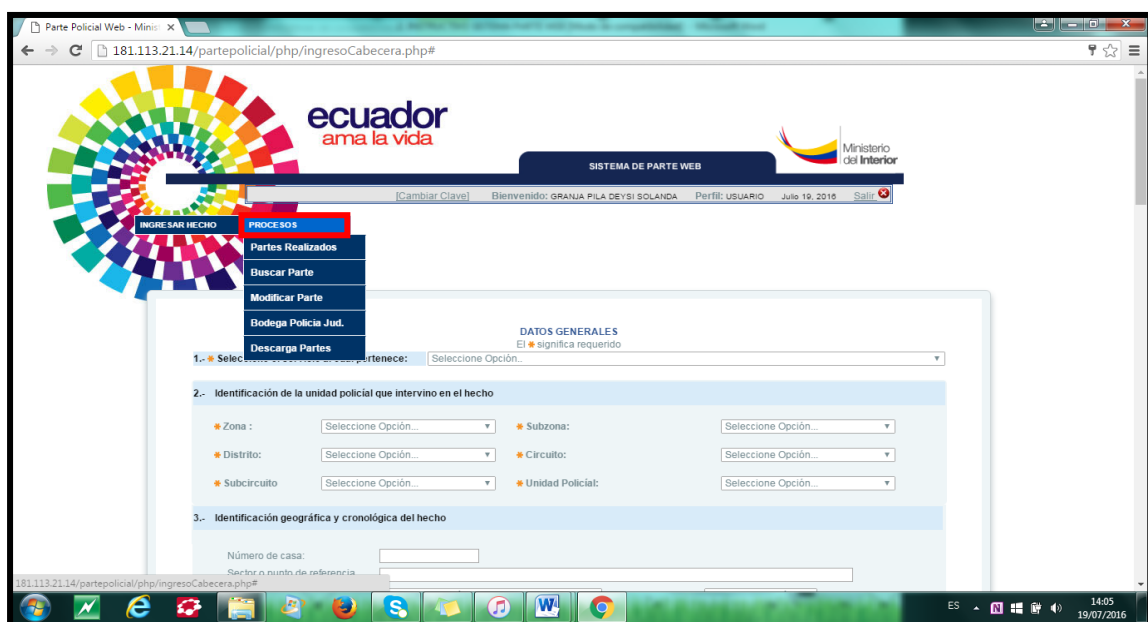 Parte Policial Web - Minis
181.113.21.14/partepolicial/php/ingresoCabecera.php#
ecuador
ama la vida
Ministerio
del Interior
SISTEMA DE PARTE WEB
[Cambiar Clave] Bienvenido: GRANJA PILA DEYSI SOLANDA Perfil: USUARIO Julio 19, 2016 Salir
INGRESAR HECHO PROCESOS
Partes Realizados
Buscar Parte
Modificar Parte
Bodega Policia Jud.
Descarga Partes
DATOS GENERALES
El * significa requerido
1.- * Selec rtenece: Seleccione Opción..
2.- Identificación de la unidad policial que intervino en el hecho
* Zona : Seleccione Opción... * Subzona: Seleccione Opción...
* Distrito: Seleccione Opción... * Circuito: Seleccione Opción...
* Subcircuito Seleccione Opción... * Unidad Policial: Seleccione Opción...
3.- Identificación geográfica y cronológica del hecho
Número de casa:
Sector o punto de referencia
181.113.21.14/partepolicial/php/ingresoCabecera.php#
ES
14:05
19/07/2016